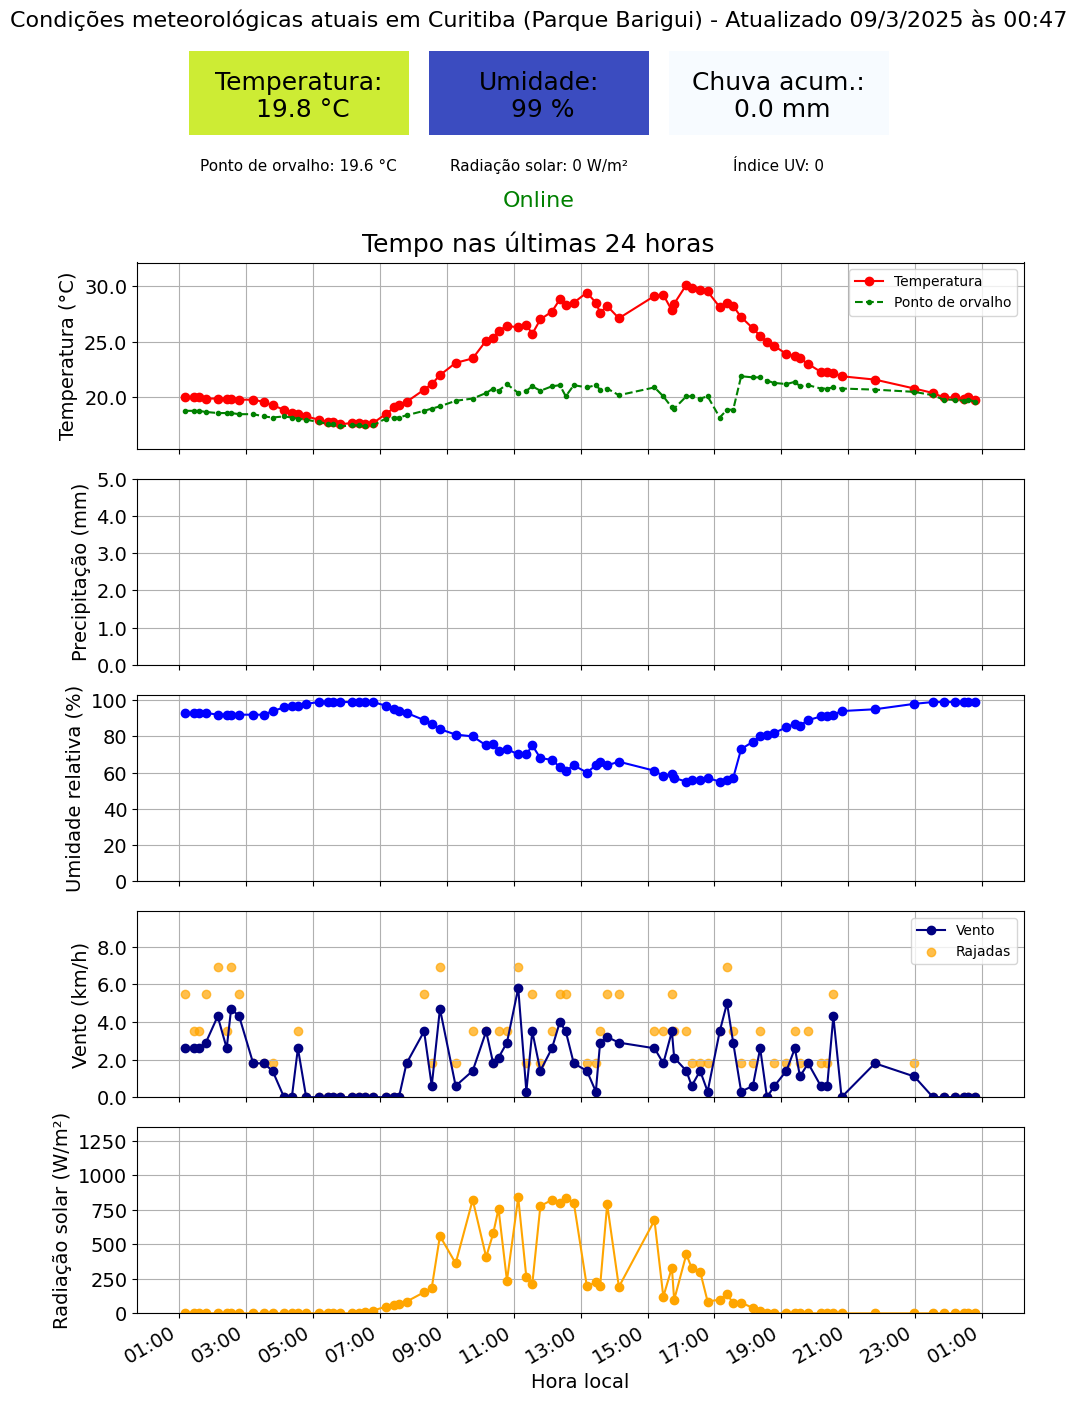 Condições meteorológicas atuais em Curitiba (Parque Barigui) - Atualizado 09/3/2025 às 00:47
Temperatura:
19.8 °C
Umidade:
99 %
Chuva acum.:
0.0 mm
Ponto de orvalho: 19.6 °C
Radiação solar: 0 W/m²
Índice UV: 0
Online
Tempo nas últimas 24 horas
Temperatura (°C)
30.0
25.0
20.0
Temperatura
Ponto de orvalho
Precipitação (mm)
5.0
4.0
3.0
2.0
1.0
0.0
Umidade relativa (%)
100
80
60
40
20
0
Vento (km/h)
8.0
6.0
4.0
2.0
0.0
Vento
Rajadas
Radiação solar (W/m²)
1250
1000
750
500
250
0
01:00
03:00
05:00
07:00
09:00
11:00
13:00
15:00
17:00
19:00
21:00
23:00
01:00
Hora local